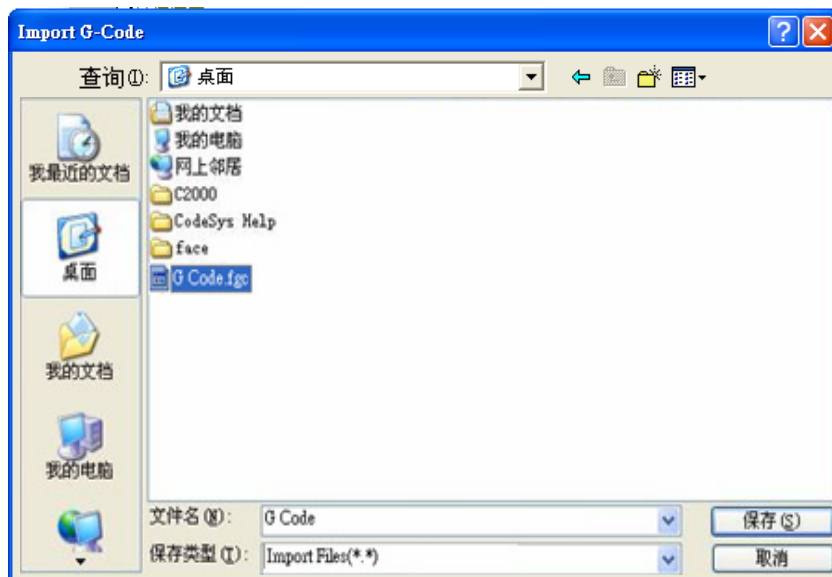 Import G-Code
查询(I):
桌面
我最近的文档
桌面
我的文档
我的电脑
我的文档
我的电脑
网上邻居
C2000
CodeSys Help
face
G Code.fgc
文件名(N):
G Code
保存(S)
保存类型(T):
Import Files(*.*)
取消